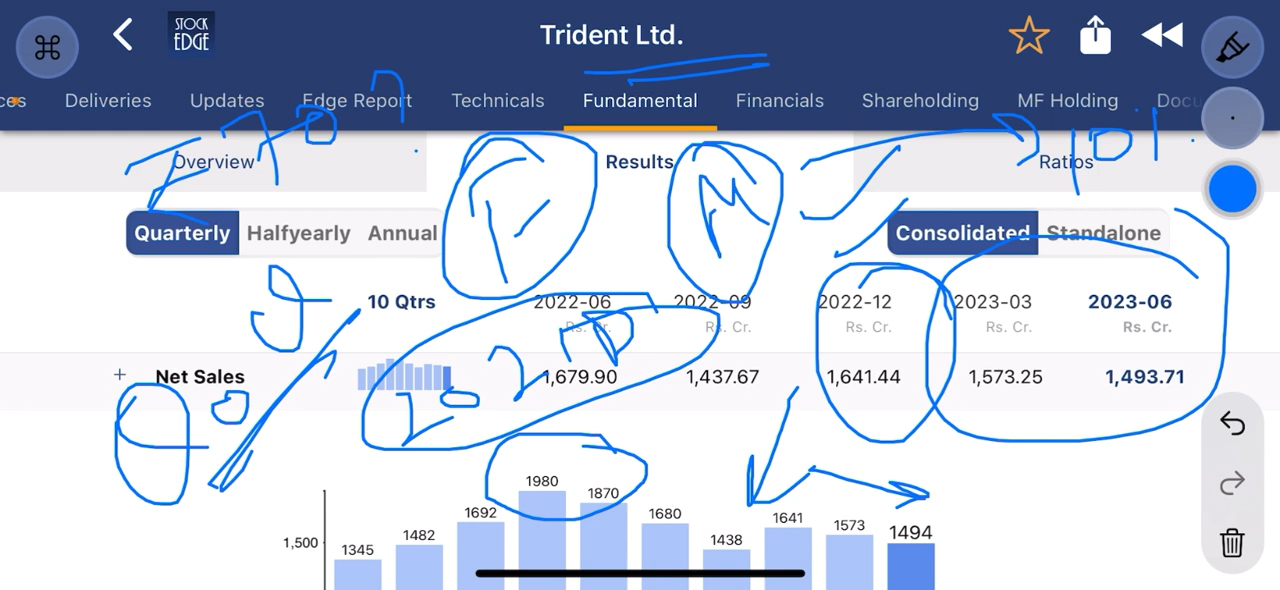 STOCK EDGE
Trident Ltd.
Deliveries Updates Edge Report Technicals Fundamental Financials Shareholding MF Holding
Overview Results Ratios
Quarterly Halfyearly Annual Consolidated Standalone
10 Qtrs 2022-06 2022-09 2022-12 2023-03 2023-06
Rs. Cr. Rs. Cr. Rs. Cr. Rs. Cr. Rs. Cr.
+ Net Sales 1,679.90 1,437.67 1,641.44 1,573.25 1,493.71
1,500 1345 1482 1692 1980 1870 1680 1438 1641 1573 1494